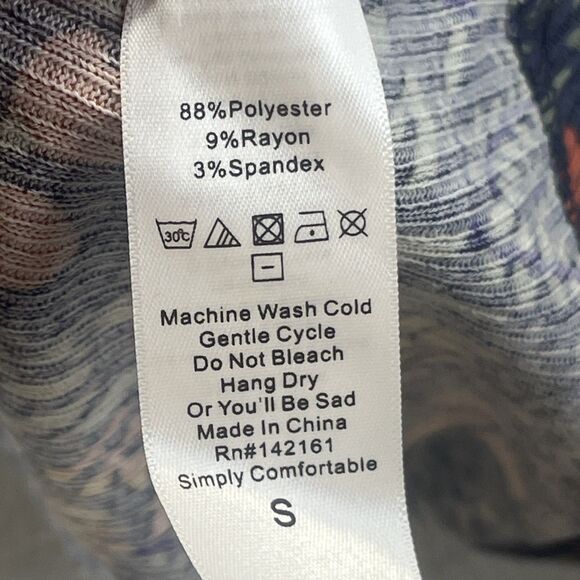 88%Polyester
9%Rayon
3%Spandex
30℃
Machine Wash Cold
Gentle Cycle
Do Not Bleach
Hang Dry
Or You'll Be Sad
Made In China
Rn#142161
Simply Comfortable
S